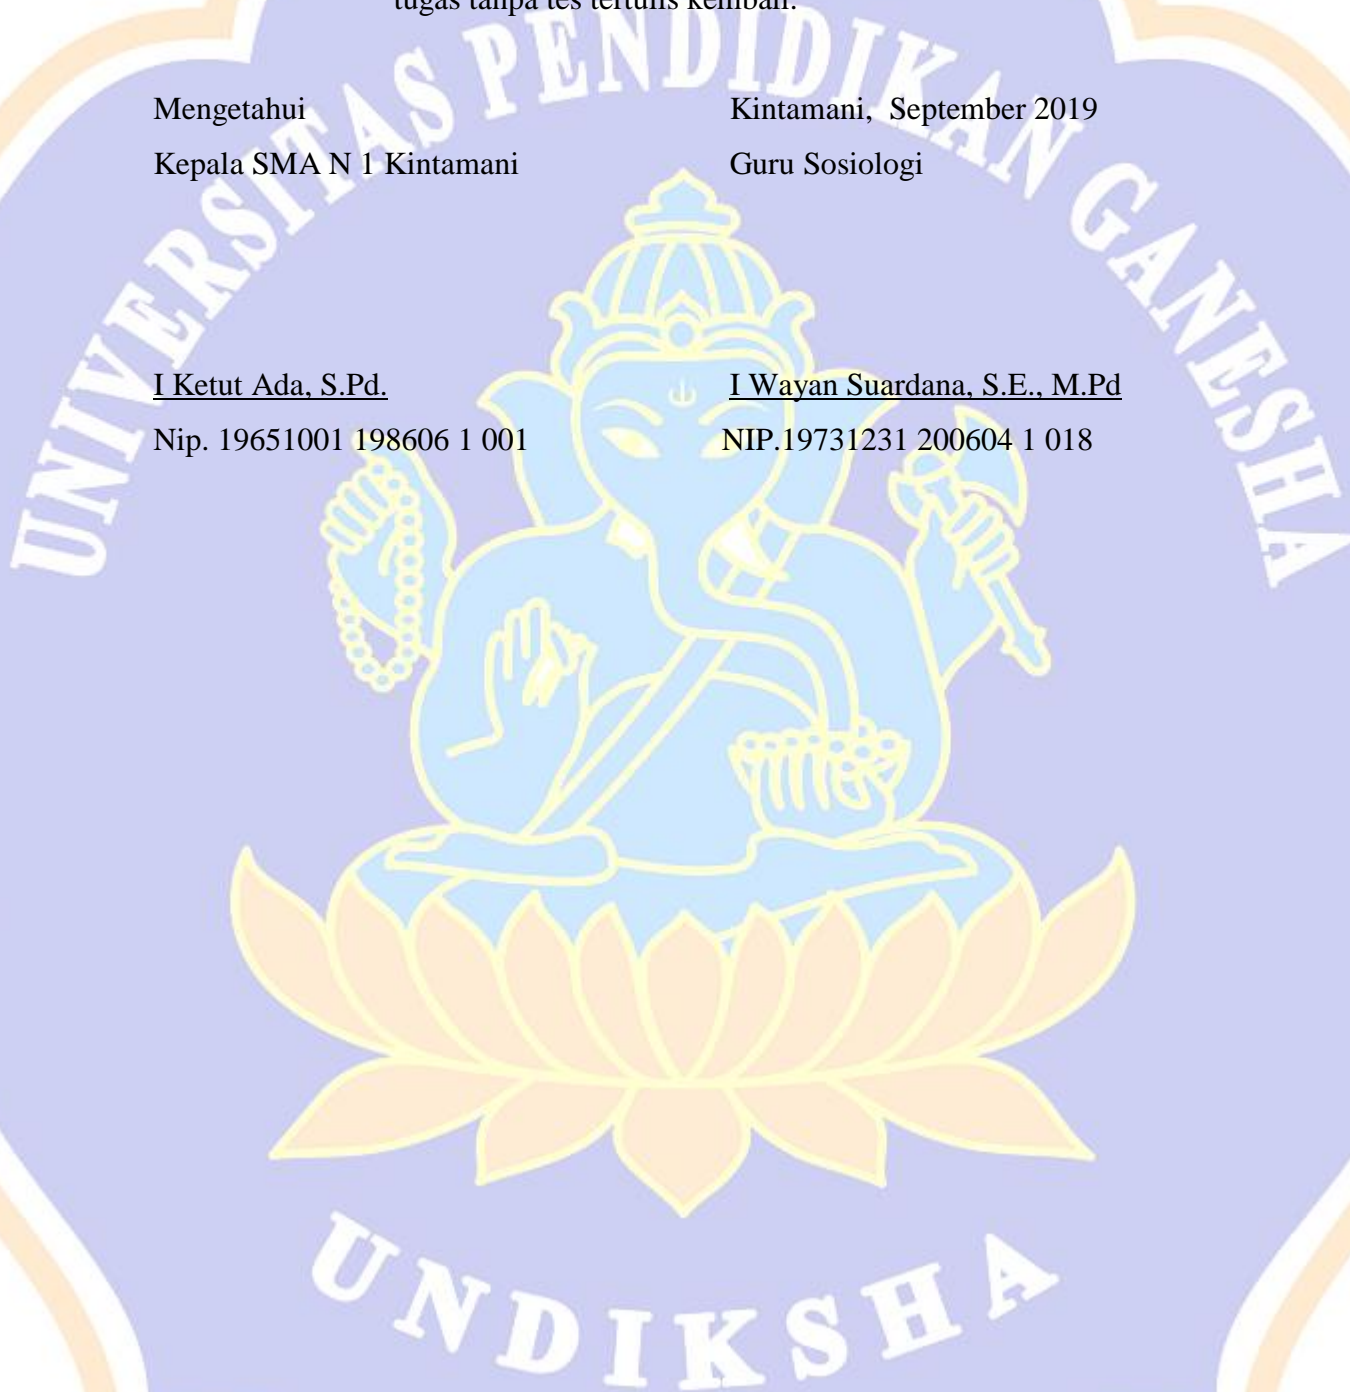 tugas tanpa tes tertulis kembali.
Mengetahui Kintamani, September 2019
Kepala SMA N 1 Kintamani Guru Sosiologi
I Ketut Ada, S.Pd. I Wayan Suardana, S.E., M.Pd
Nip. 19651001 198606 1 001 NIP.19731231 200604 1 018
UNIVERSITAS PENDIDIKAN GANESHA
UNDIKSHA